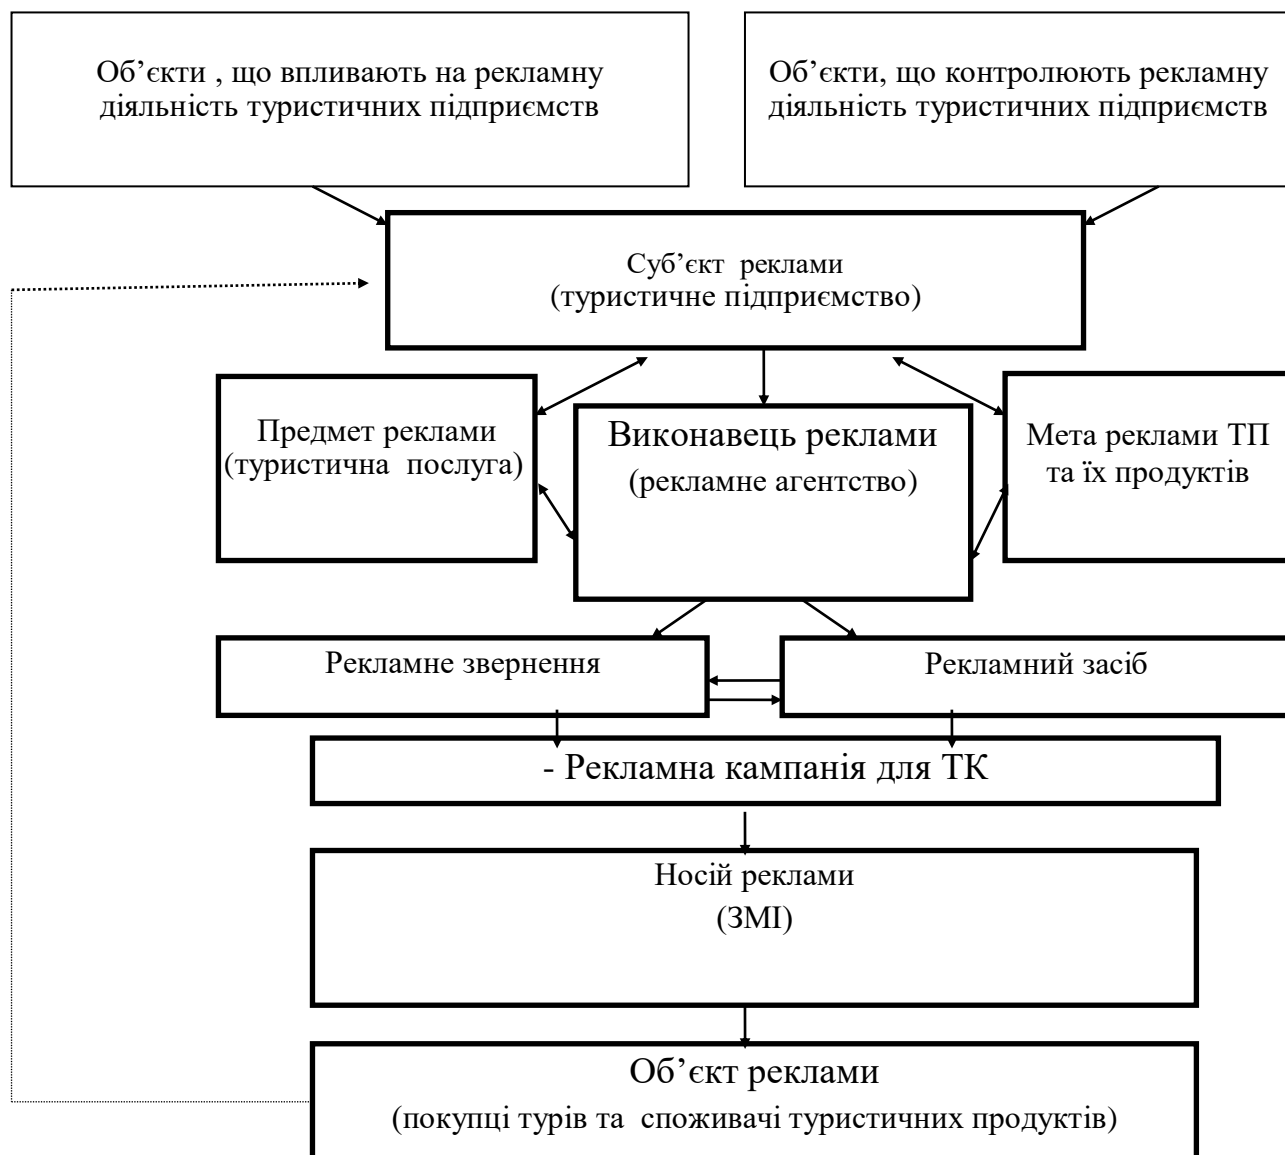 Об’єкти , що впливають на рекламну
діяльність туристичних підприємств
Об’єкти, що контролюють рекламну
діяльність туристичних підприємств
Суб’єкт реклами
(туристичне підприємство)
Предмет реклами
(туристична послуга)
Виконавець реклами
(рекламне агентство)
Мета реклами ТП
та їх продуктів
Рекламне звернення
Рекламний засіб
- Рекламна кампанія для ТК
Носій реклами
(ЗМІ)
Об’єкт реклами
(покупці турів та споживачі туристичних продуктів)